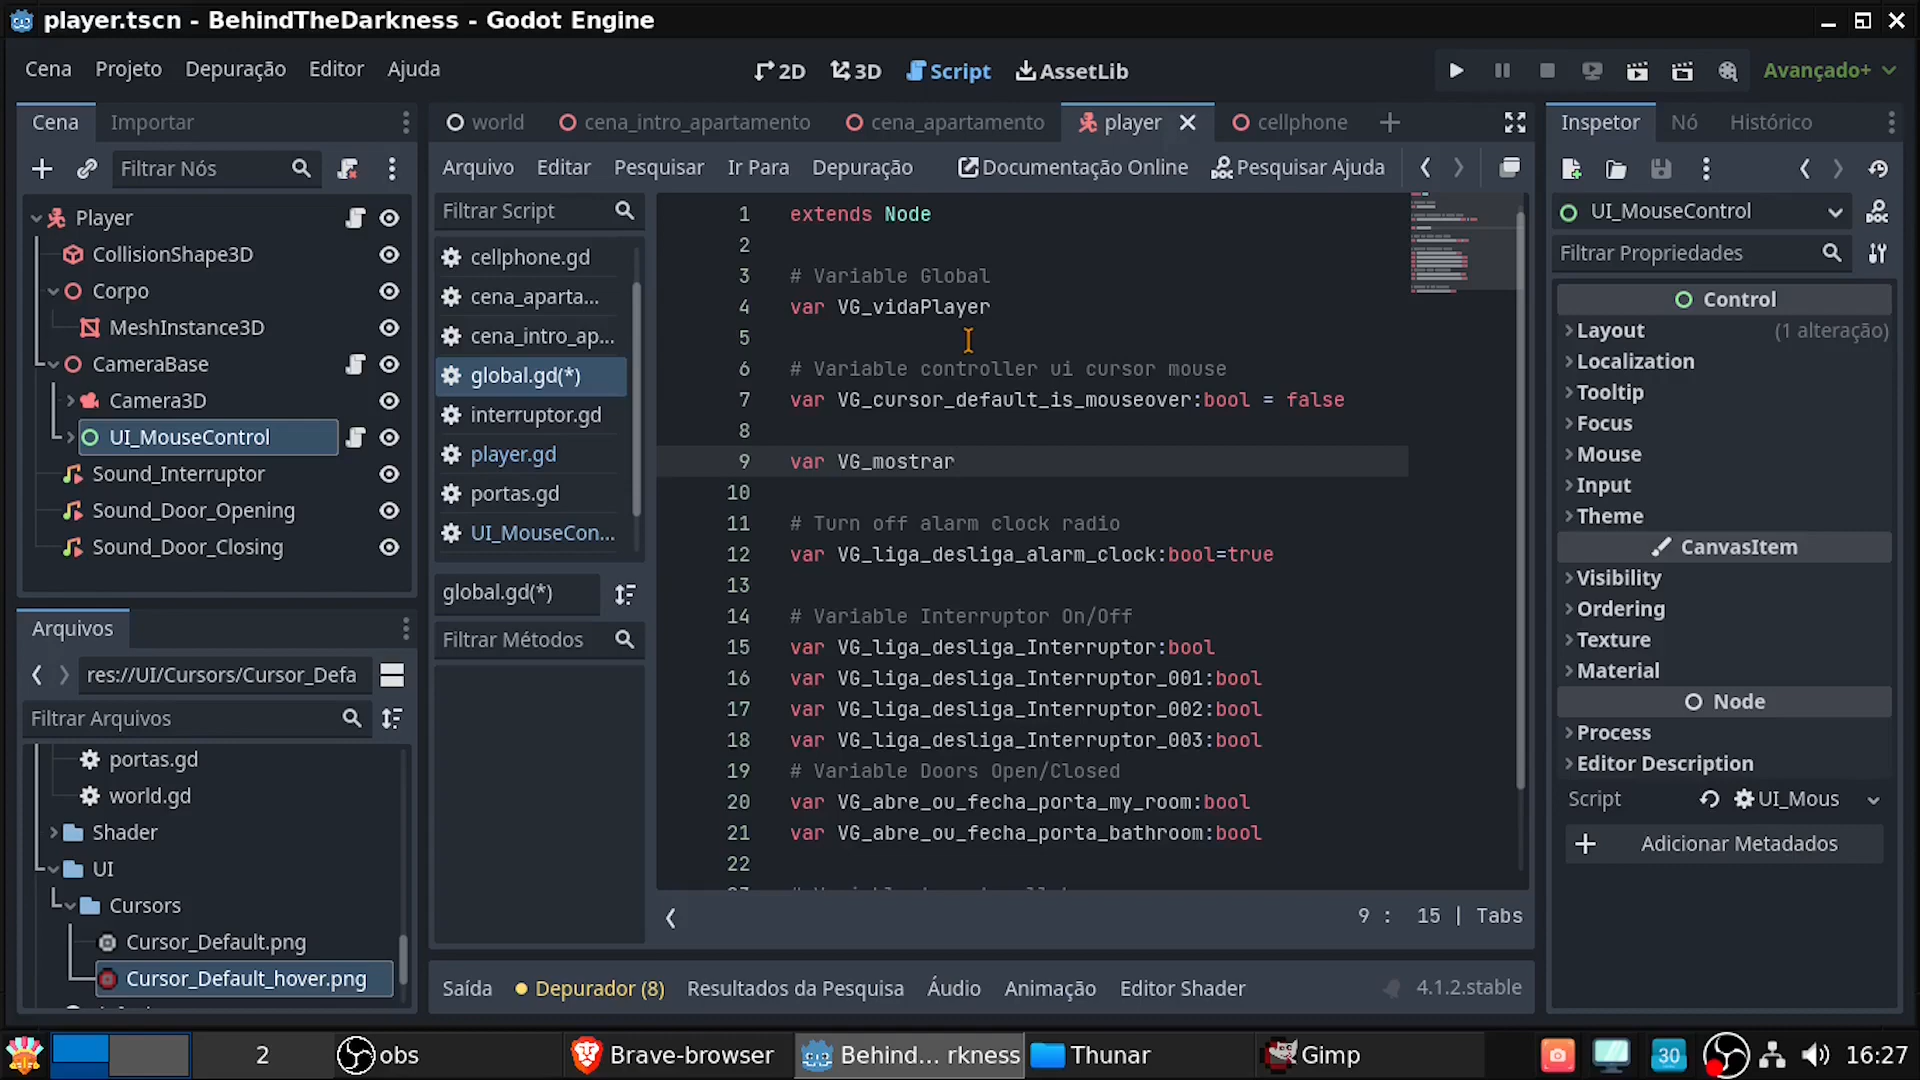 player.tscn - BehindTheDarkness - Godot Engine
Cena Projeto Depuração Editor Ajuda
2D 3D Script AssetLib
Avançado+
Cena Importar
Filtrar Nós
Player
CollisionShape3D
Corpo
MeshInstance3D
CameraBase
Camera3D
UI_MouseControl
Sound_Interruptor
Sound_Door_Opening
Sound_Door_Closing
Arquivos
res://UI/Cursors/Cursor_Defa
Filtrar Arquivos
portas.gd
world.gd
Shader
UI
Cursors
Cursor_Default.png
Cursor_Default_hover.png
world cena_intro_apartamento cena_apartamento player cellphone
Arquivo Editar Pesquisar Ir Para Depuração Documentação Online Pesquisar Ajuda
Filtrar Script
cellphone.gd
cena_aparta...
cena_intro_ap...
global.gd(*)
interruptor.gd
player.gd
portas.gd
UI_MouseCon...
global.gd(*)
Filtrar Métodos
1 extends Node
2
3 # Variable Global
4 var VG_vidaPlayer
5
6 # Variable controller ui cursor mouse
7 var VG_cursor_default_is_mouseover:bool = false
8
9 var VG_mostrar
10
11 # Turn off alarm clock radio
12 var VG_liga_desliga_alarm_clock:bool=true
13
14 # Variable Interruptor On/Off
15 var VG_liga_desliga_Interruptor:bool
16 var VG_liga_desliga_Interruptor_001:bool
17 var VG_liga_desliga_Interruptor_002:bool
18 var VG_liga_desliga_Interruptor_003:bool
19 # Variable Doors Open/Closed
20 var VG_abre_ou_fecha_porta_my_room:bool
21 var VG_abre_ou_fecha_porta_bathroom:bool
22
9 : 15 | Tabs
Saída Depurador (8) Resultados da Pesquisa Áudio Animação Editor Shader 4.1.2.stable
Inspetor Nó Histórico
UI_MouseControl
Filtrar Propriedades
Control
Layout (1 alteração)
Localization
Tooltip
Focus
Mouse
Input
Theme
CanvasItem
Visibility
Ordering
Texture
Material
Node
Process
Editor Description
Script UI_Mous
Adicionar Metadados
2 obs Brave-browser Behind... rkness Thunar Gimp 30 16:27